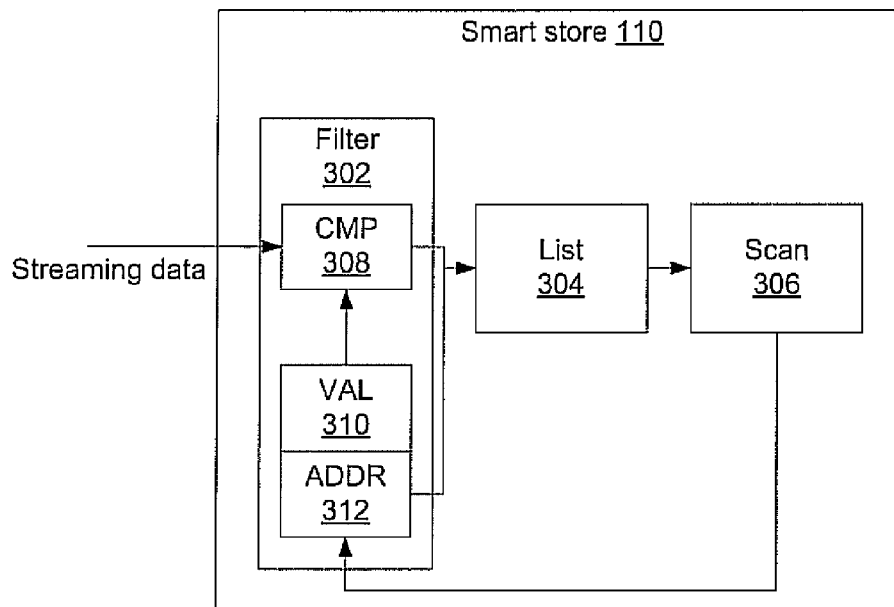 Smart store 110
Filter
302
CMP
308
Streaming data
List
304
Scan
306
VAL
310
ADDR
312